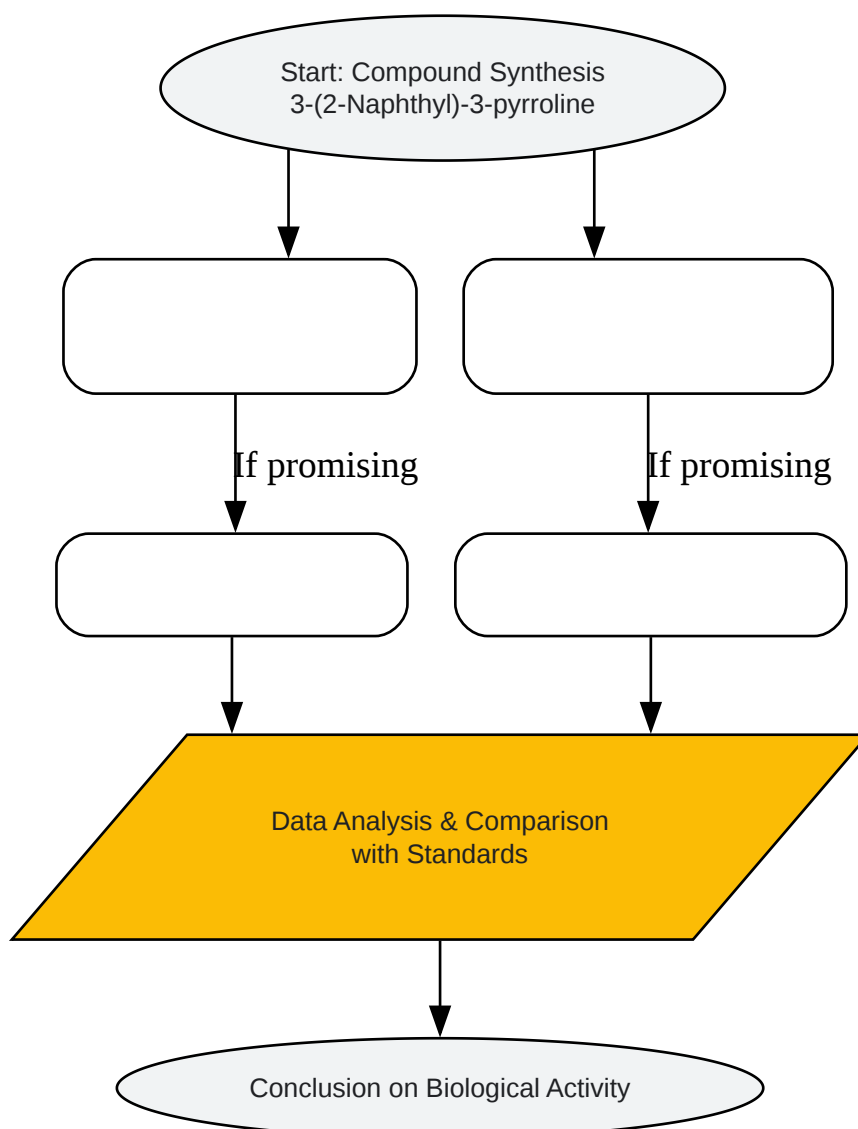 Start: Compound Synthesis
3-(2-Naphthyl)-3-pyrroline
If promising
If promising
Data Analysis & Comparison
with Standards
Conclusion on Biological Activity